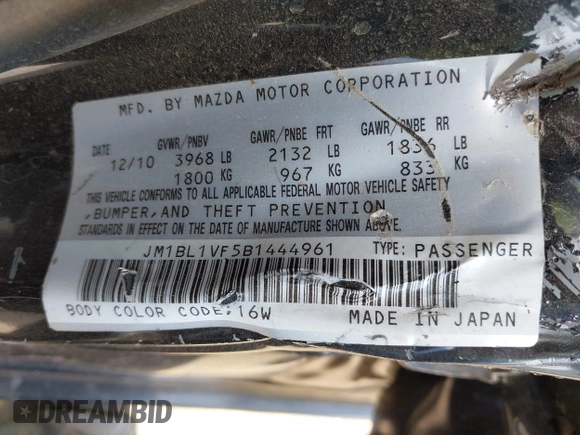 MFD. BY MAZDA MOTOR CORPORATION
DATE GVWR/PNBV GAWR/PNBE FRT GAWR/PNBE RR
12/10 3968 LB 2132 LB 1836 LB
1800 KG 967 KG 833 KG
THIS VEHICLE CONFORMS TO ALL APPLICABLE FEDERAL MOTOR VEHICLE SAFETY
,BUMPER,AND THEFT PREVENTION
STANDARDS IN EFFECT ON THE DATE OF MANUFACTURE SHOWN ABOVE.
JM1BL1VF5B1444961 TYPE: PASSENGER
BODY COLOR CODE:16W MADE IN JAPAN
DREAMBID